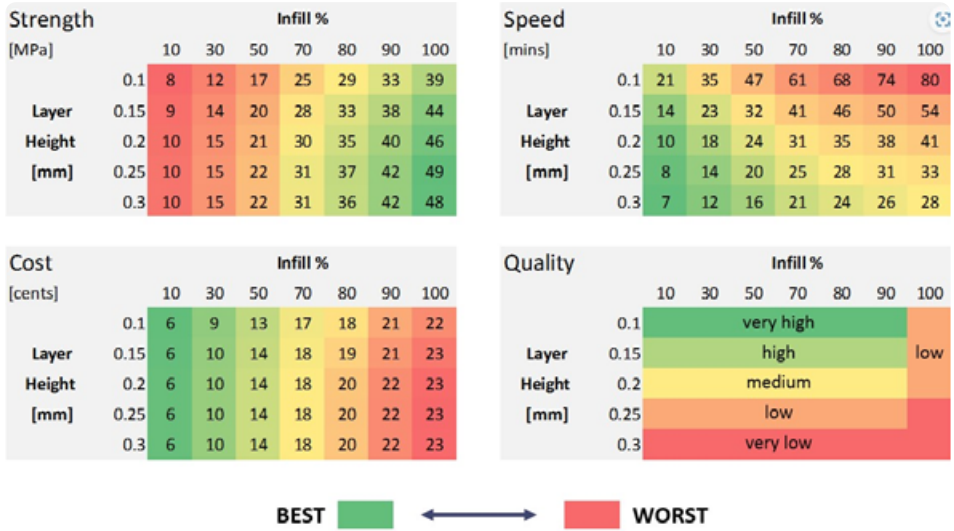 Strength Infill %
[MPa] 10 30 50 70 80 90 100
0.1 8 12 17 25 29 33 39
Layer 0.15 9 14 20 28 33 38 44
Height 0.2 10 15 21 30 35 40 46
[mm] 0.25 10 15 22 31 37 42 49
0.3 10 15 22 31 36 42 48
Speed Infill %
[mins] 10 30 50 70 80 90 100
0.1 21 35 47 61 68 74 80
Layer 0.15 14 23 32 41 46 50 54
Height 0.2 10 18 24 31 35 38 41
[mm] 0.25 8 14 20 25 28 31 33
0.3 7 12 16 21 24 26 28
Cost Infill %
[cents] 10 30 50 70 80 90 100
0.1 6 9 13 17 18 21 22
Layer 0.15 6 10 14 18 19 21 23
Height 0.2 6 10 14 18 20 22 23
[mm] 0.25 6 10 14 18 20 22 23
0.3 6 10 14 18 20 22 23
Quality Infill %
10 30 50 70 80 90 100
0.1 very high
Layer 0.15 high low
Height 0.2 medium
[mm] 0.25 low
0.3 very low
BEST WORST